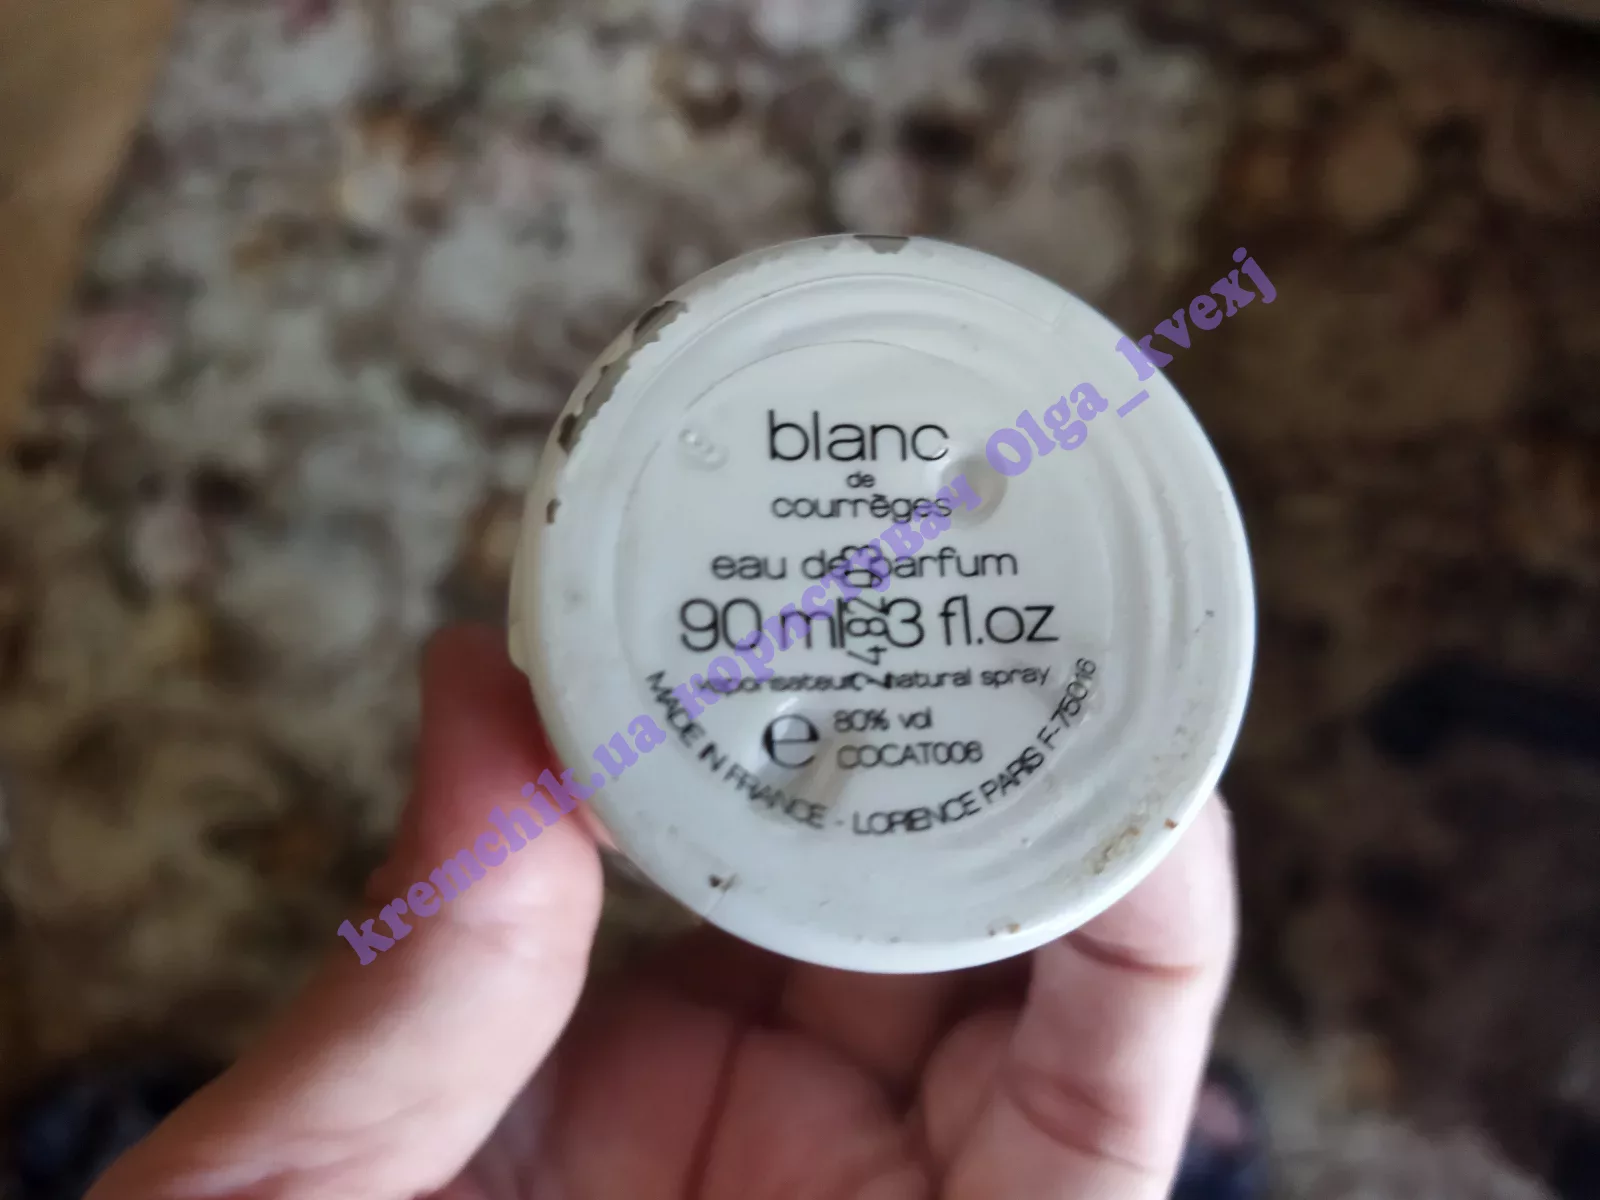 blanc
de
courrèges
eau de parfum
90 ml 3 fl.oz
vaporisateur natural spray
e 80% vol
COCAT006
MADE IN FRANCE - LORENCE PARIS F-75016
kremchik.ua користувач Olga_kvexj